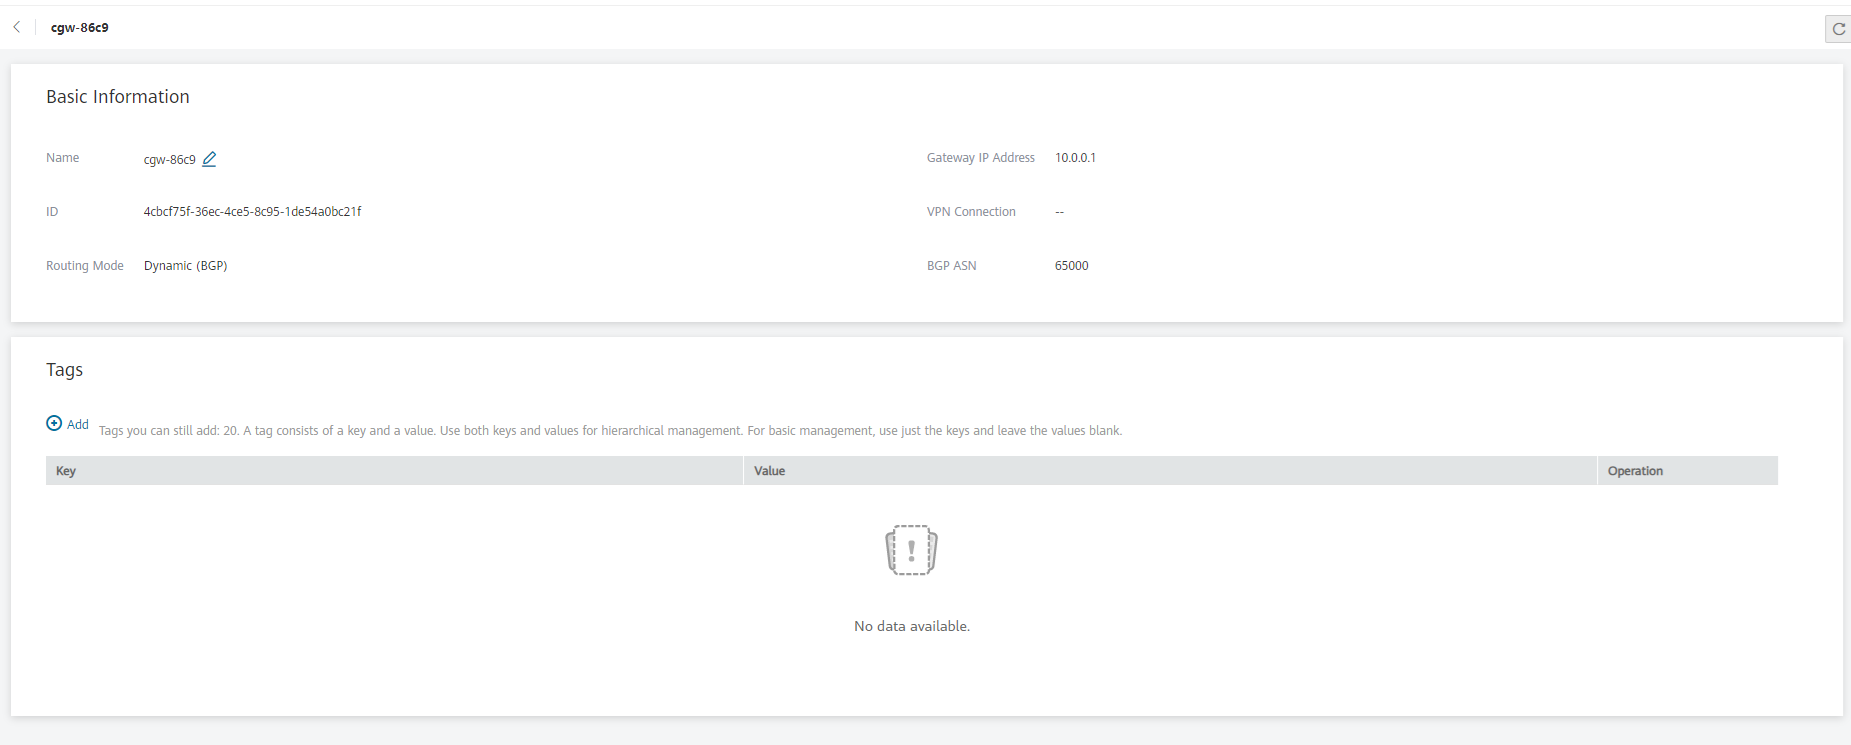 cgw-86c9
Basic Information
Name cgw-86c9 Gateway IP Address 10.0.0.1
ID 4cbcf75f-36ec-4ce5-8c95-1de54a0bc21f VPN Connection --
Routing Mode Dynamic (BGP) BGP ASN 65000
Tags
Add Tags you can still add: 20. A tag consists of a key and a value. Use both keys and values for hierarchical management. For basic management, use just the keys and leave the values blank.
Key Value Operation
No data available.